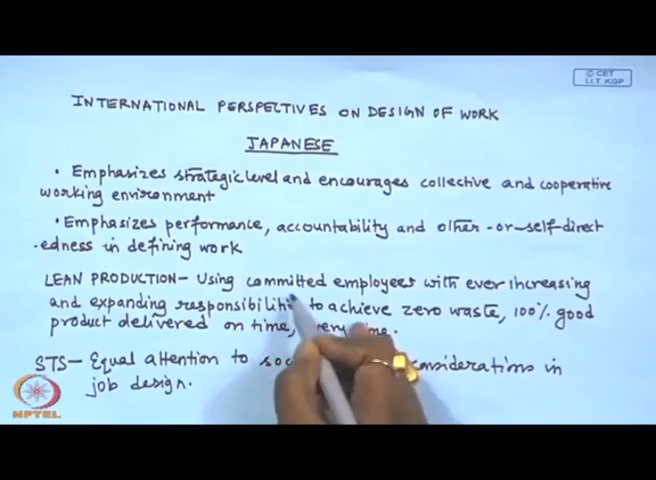 © CET
I.I.T. KGP
INTERNATIONAL PERSPECTIVES ON DESIGN OF WORK
JAPANESE
• Emphasizes strategic level and encourages collective and cooperative
working environment
• Emphasizes performance, accountability and other-or-self-direct
-edness in defining work
LEAN PRODUCTION- Using committed employees with ever increasing
and expanding to achieve zero waste, 100% good
product delivered on time,
STS- Equal attention to considerations in
job design.
NPTEL